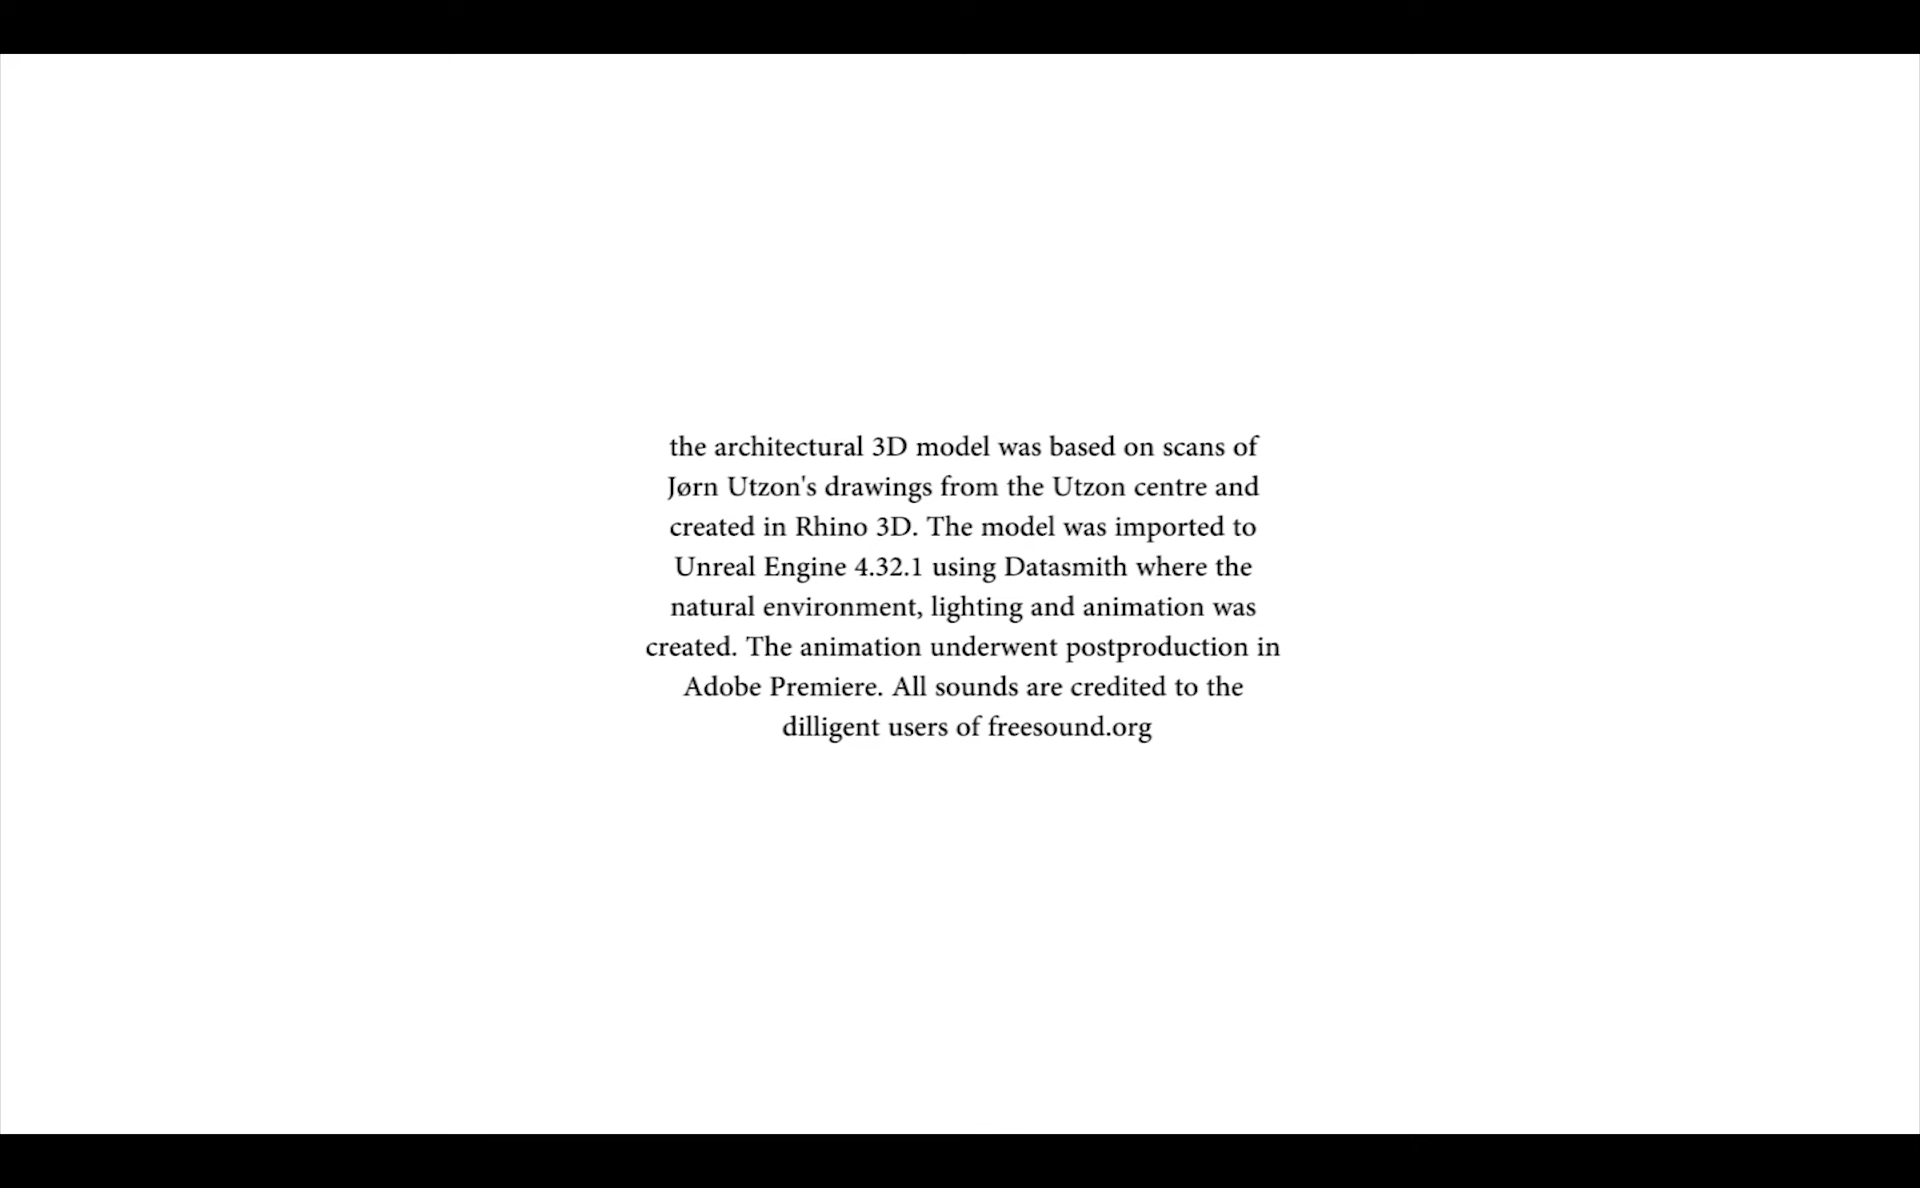 the architectural 3D model was based on scans of
Jørn Utzon's drawings from the Utzon centre and
created in Rhino 3D. The model was imported to
Unreal Engine 4.32.1 using Datasmith where the
natural environment, lighting and animation was
created. The animation underwent postproduction in
Adobe Premiere. All sounds are credited to the
dilligent users of freesound.org